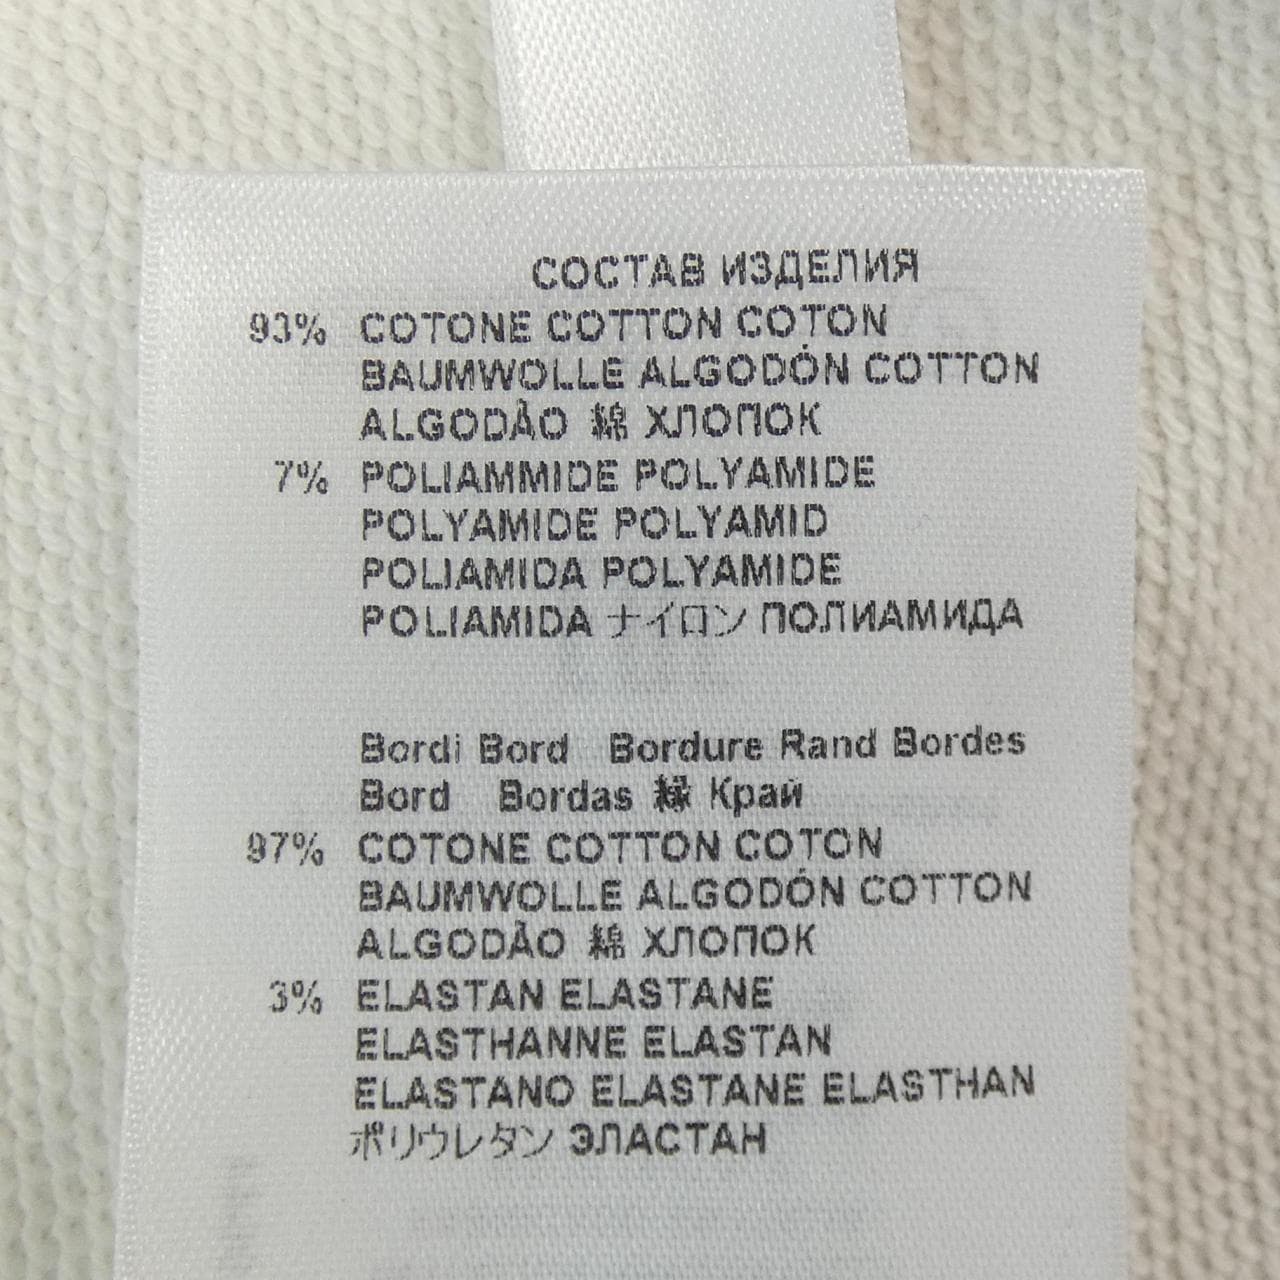 СОСТАВ ИЗДЕЛИЯ
93% COTONE COTTON COTON
BAUMWOLLE ALGODÓN COTTON
ALGODÃO 綿 ХЛОПОК
7% POLIAMMIDE POLYAMIDE
POLYAMIDE POLYAMID
POLIAMIDA POLYAMIDE
POLIAMIDA ナイロン ПОЛИАМИДА
Bordi Bord Bordure Rand Bordes
Bord Bordas 縁 Край
97% COTONE COTTON COTON
BAUMWOLLE ALGODÓN COTTON
ALGODÃO 綿 ХЛОПОК
3% ELASTAN ELASTANE
ELASTHANNE ELASTAN
ELASTANO ELASTANE ELASTHAN
ポリウレタン ЭЛАСТАН